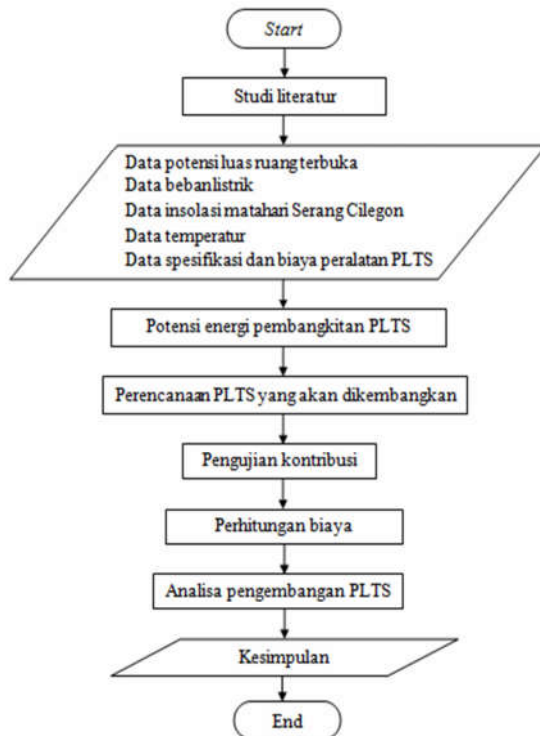 Start
Studi literatur
Data potensi luas ruang terbuka
Data bebanlistrik
Data insolasi matahari Serang Cilegon
Data temperatur
Data spesifikasi dan biaya peralatan PLTS
Potensi energi pembangkitan PLTS
Perencanaan PLTS yang akan dikembangkan
Pengujian kontribusi
Perhitungan biaya
Analisa pengembangan PLTS
Kesimpulan
End